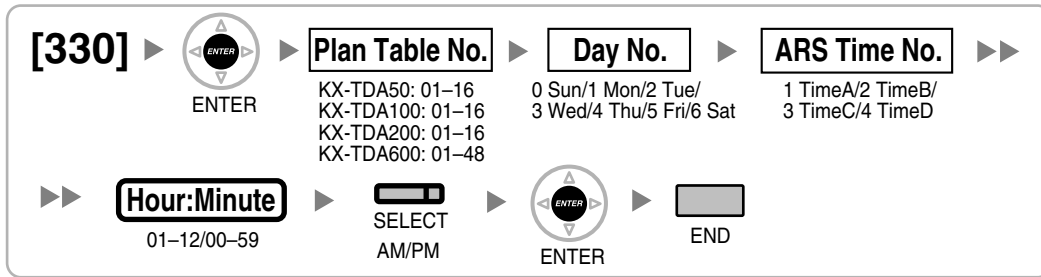 [330] ENTER Plan Table No. Day No. ARS Time No.
ENTER
KX-TDA50: 01–16
KX-TDA100: 01–16
KX-TDA200: 01–16
KX-TDA600: 01–48
0 Sun/1 Mon/2 Tue/
3 Wed/4 Thu/5 Fri/6 Sat
1 TimeA/2 TimeB/
3 TimeC/4 TimeD
Hour:Minute
01–12/00–59
SELECT
AM/PM
ENTER
ENTER
END